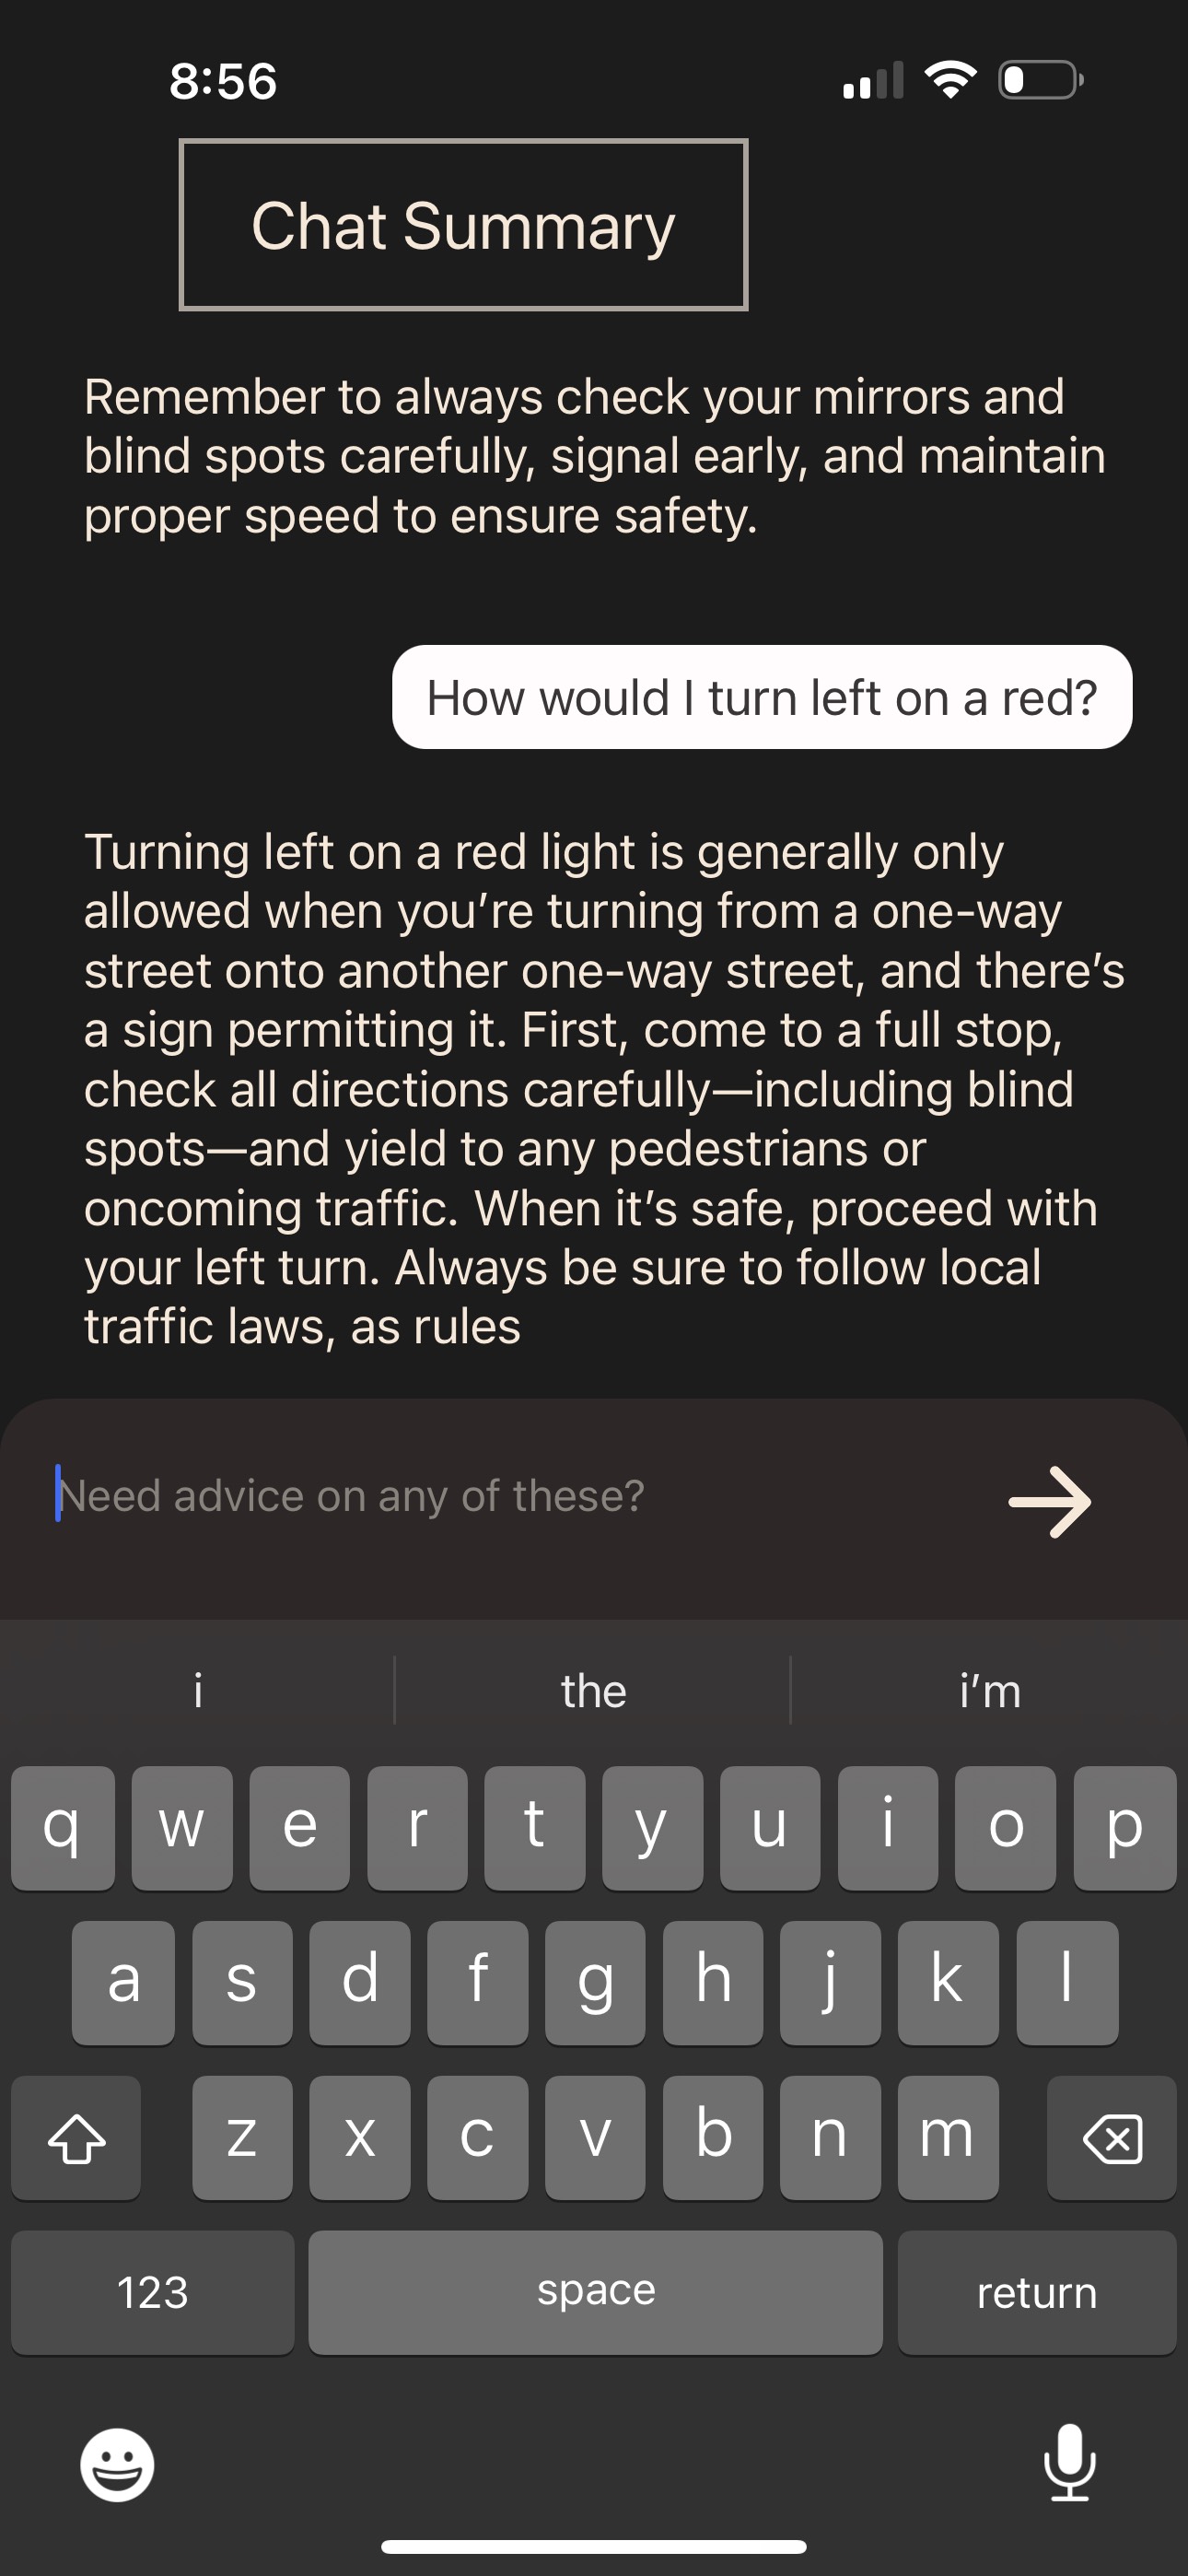 8:56
Chat Summary
Remember to always check your mirrors and
blind spots carefully, signal early, and maintain
proper speed to ensure safety.
How would I turn left on a red?
Turning left on a red light is generally only
allowed when you’re turning from a one-way
street onto another one-way street, and there’s
a sign permitting it. First, come to a full stop,
check all directions carefully—including blind
spots—and yield to any pedestrians or
oncoming traffic. When it’s safe, proceed with
your left turn. Always be sure to follow local
traffic laws, as rules
Need advice on any of these?
i the i’m
q w e r t y u i o p
a s d f g h j k l
z x c v b n m
123 space return